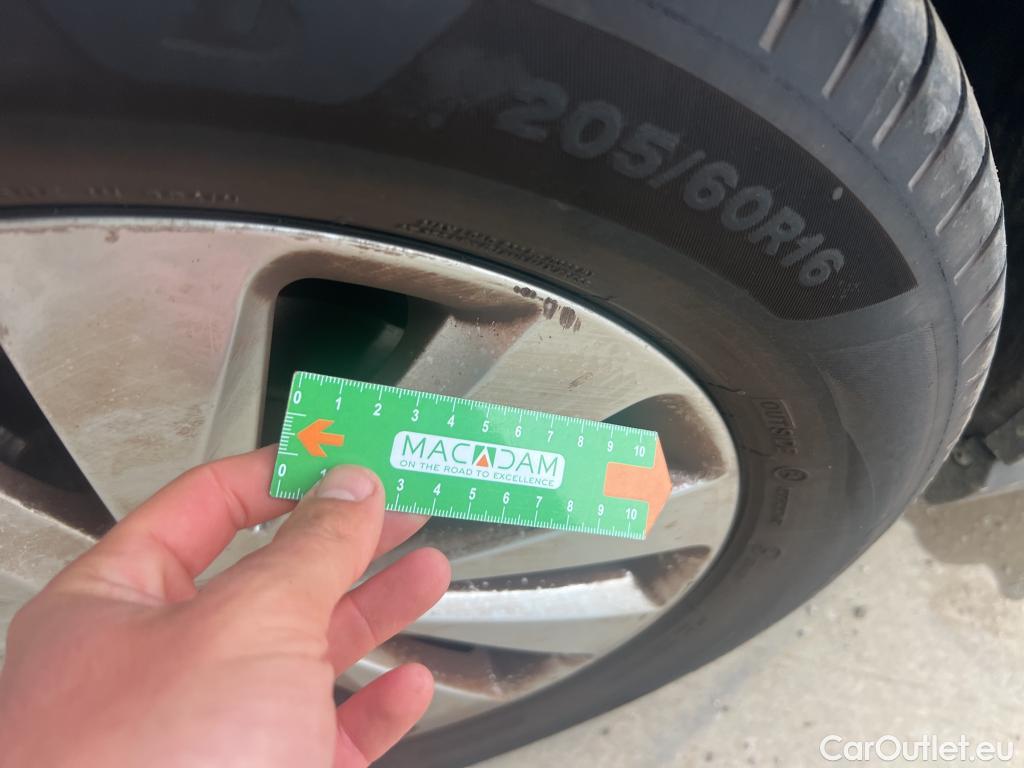 205/60R16
OUTSIDE
0 1 2 3 4 5 6 7 8 9 10
MACADAM
ON THE ROAD TO EXCELLENCE
0 1 3 4 5 6 7 8 9 10
CarOutlet.eu